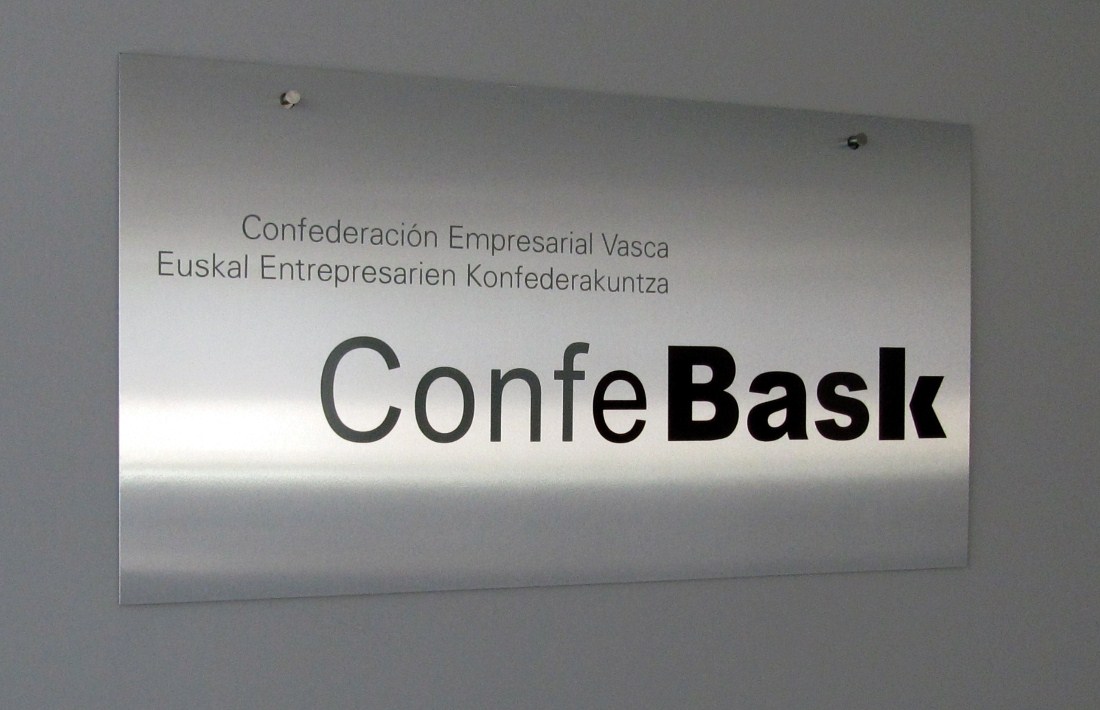 Confederación Empresarial Vasca
Euskal Entrepresarien Konfederakuntza
ConfeBask